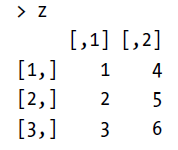 > z
     [,1] [,2]
[1,]    1    4
[2,]    2    5
[3,]    3    6